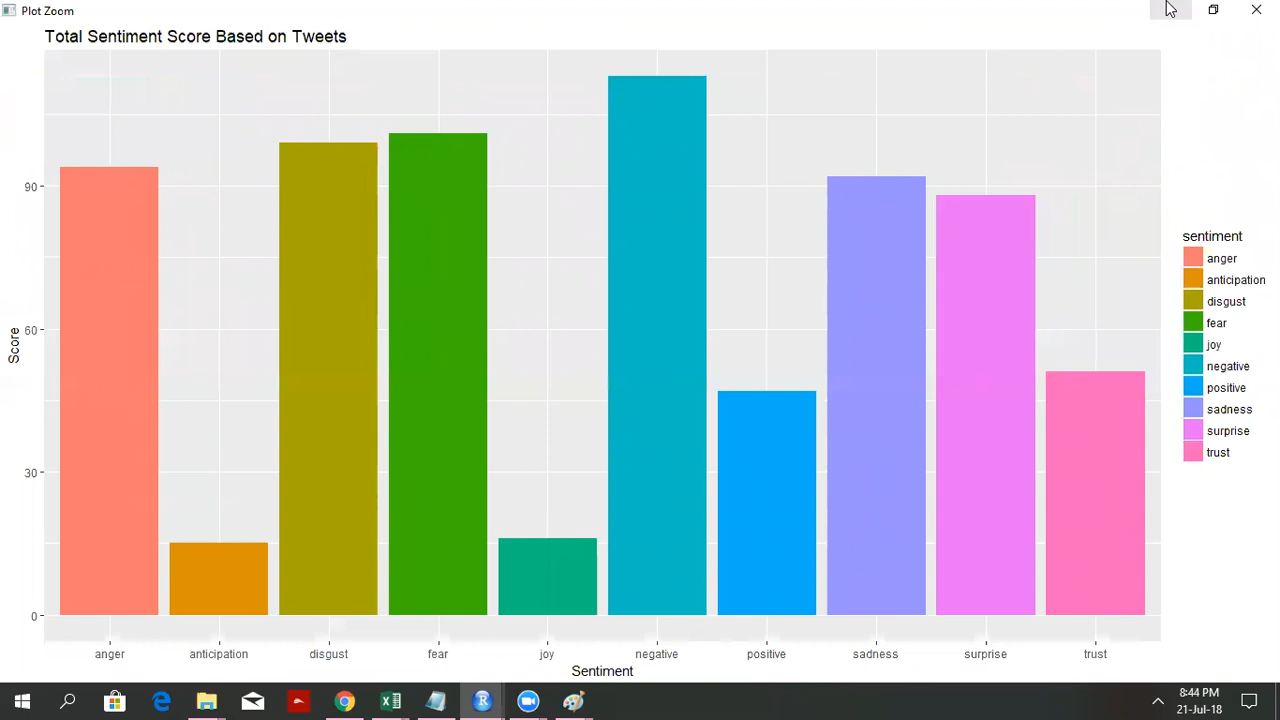 Plot Zoom
Total Sentiment Score Based on Tweets
Score
90
60
30
0
anger anticipation disgust fear joy negative positive sadness surprise trust
Sentiment
sentiment
anger
anticipation
disgust
fear
joy
negative
positive
sadness
surprise
trust
8:44 PM
21-Jul-18